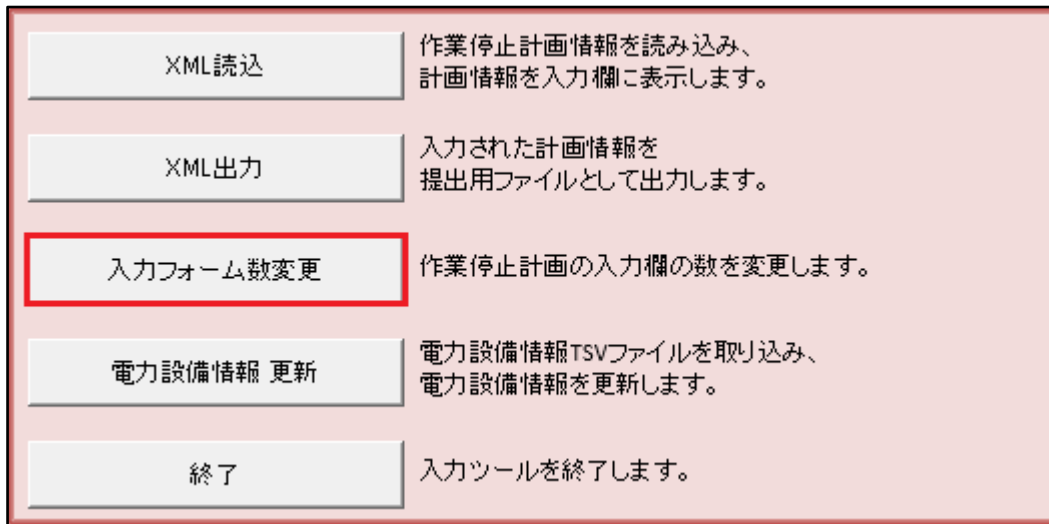 XML読込
作業停止計画情報を読み込み、
計画情報を入力欄に表示します。
XML出力
入力された計画情報を
提出用ファイルとして出力します。
入力フォーム数変更
作業停止計画の入力欄の数を変更します。
電力設備情報 更新
電力設備情報TSVファイルを取り込み、
電力設備情報を更新します。
終了
入力ツールを終了します。